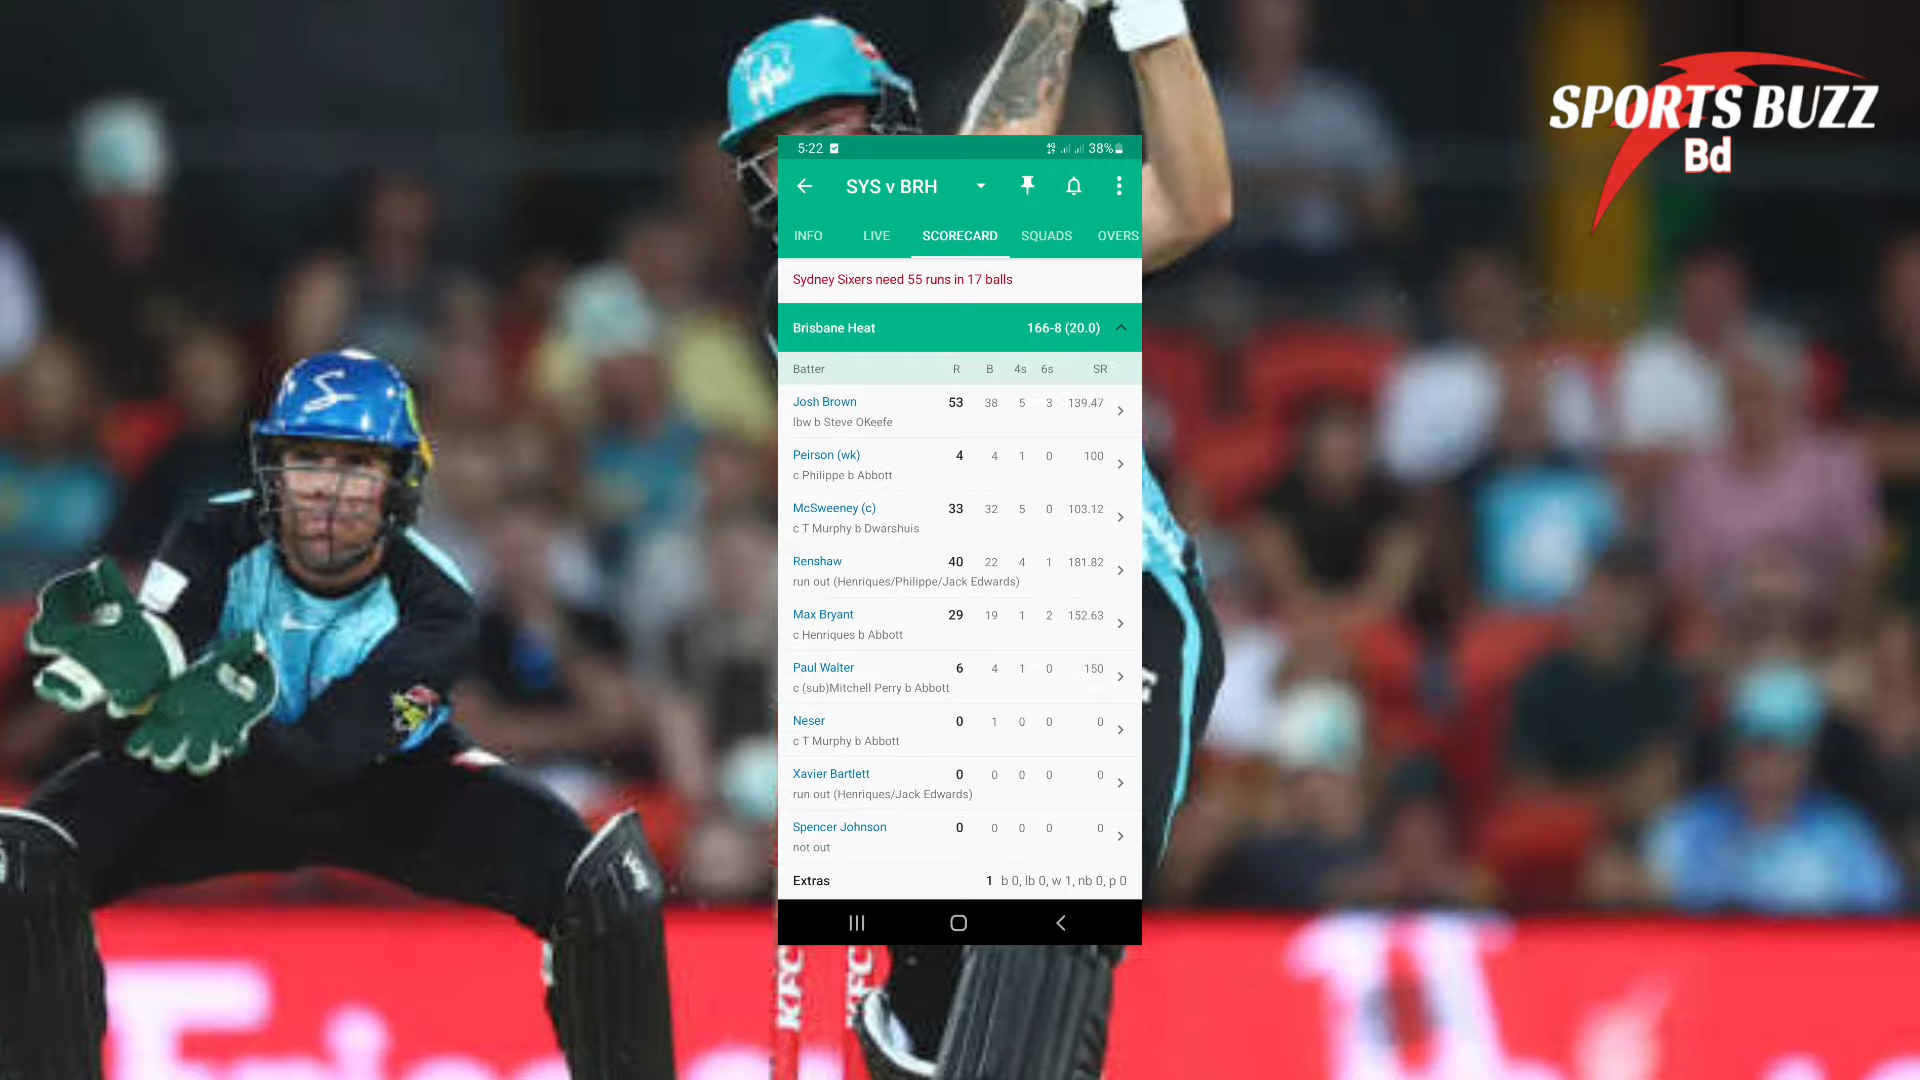 SPORTS BUZZ
Bd
5:22 4G 38%
SYS v BRH
INFO LIVE SCORECARD SQUADS OVERS
Sydney Sixers need 55 runs in 17 balls
Brisbane Heat 166-8 (20.0)
Batter R B 4s 6s SR
Josh Brown 53 38 5 3 139.47
lbw b Steve OKeefe
Peirson (wk) 4 4 1 0 100
c Philippe b Abbott
McSweeney (c) 33 32 5 0 103.12
c T Murphy b Dwarshuis
Renshaw 40 22 4 1 181.82
run out (Henriques/Philippe/Jack Edwards)
Max Bryant 29 19 1 2 152.63
c Henriques b Abbott
Paul Walter 6 4 1 0 150
c (sub)Mitchell Perry b Abbott
Neser 0 1 0 0 0
c T Murphy b Abbott
Xavier Bartlett 0 0 0 0 0
run out (Henriques/Jack Edwards)
Spencer Johnson 0 0 0 0 0
not out
Extras 1 b 0, lb 0, w 1, nb 0, p 0
KFC KFC